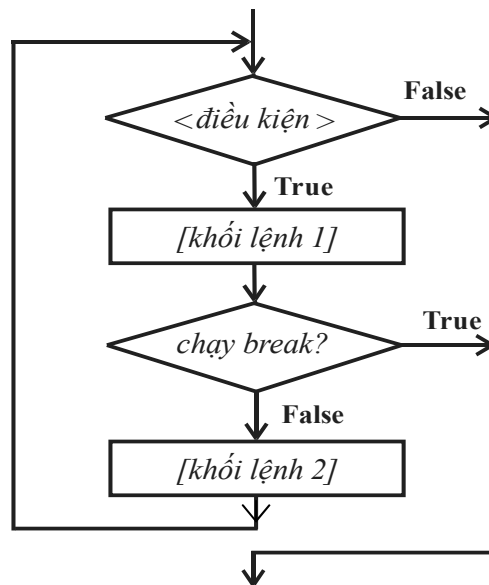 <điều kiện >
False
True
[khối lệnh 1]
chạy break?
True
False
[khối lệnh 2]